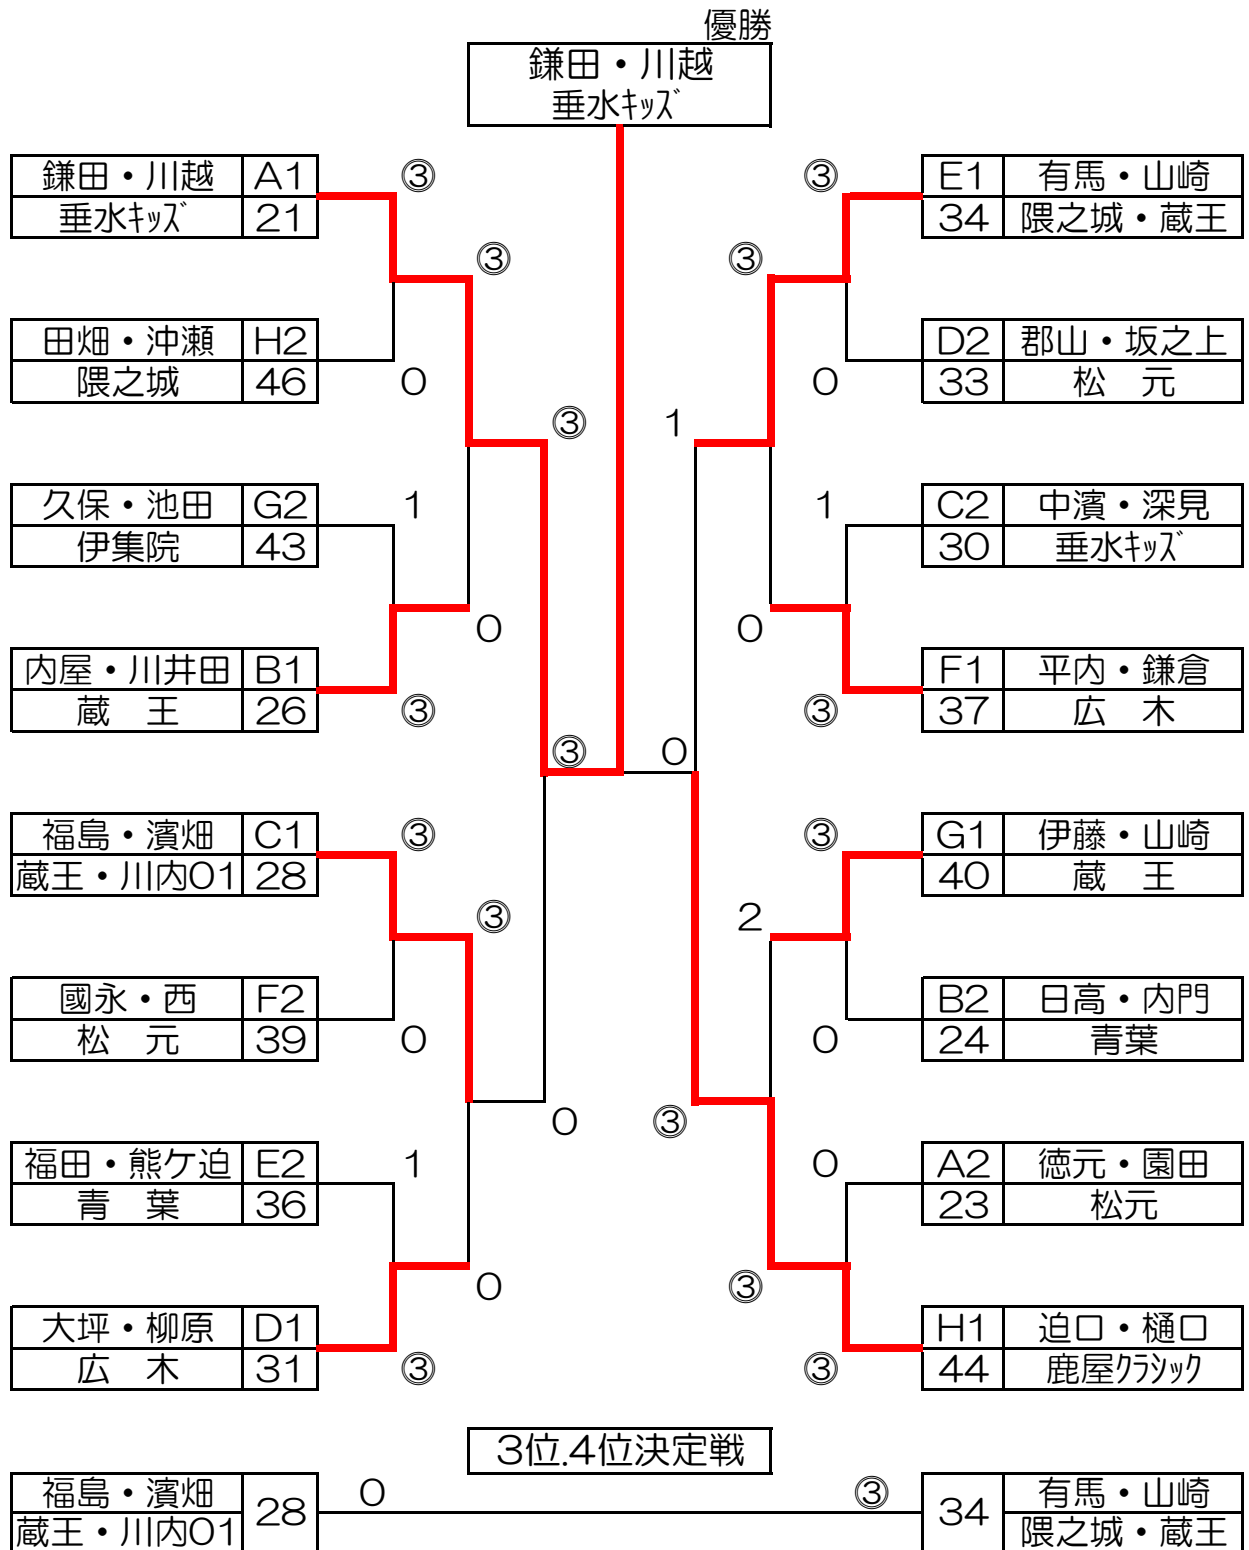 優勝
鎌田・川越
垂水ｷｯｽﾞ
鎌田・川越 A1 ③ ③ E1 有馬・山崎
垂水ｷｯｽﾞ 21 34 隈之城・蔵王
③ ③
田畑・沖瀬 H2 D2 郡山・坂之上
隈之城 46 0 0 33 松　元
③ 1
久保・池田 G2 1 1 C2 中濱・深見
伊集院 43 30 垂水ｷｯｽﾞ
0 0
内屋・川井田 B1 F1 平内・鎌倉
蔵　王 26 ③ ③ 37 広　木
③ 0
福島・濱畑 C1 ③ ③ G1 伊藤・山崎
蔵王・川内01 28 40 蔵　王
③ 2
國永・西 F2 B2 日高・内門
松　元 39 0 0 24 青葉
0 ③
福田・熊ケ迫 E2 1 0 A2 徳元・園田
青　葉 36 23 松元
0 ③
大坪・柳原 D1 H1 迫口・樋口
広　木 31 ③ ③ 44 鹿屋ｸﾗｼｯｸ
3位.4位決定戦
福島・濱畑 28 0 ③ 34 有馬・山崎
蔵王・川内01 隈之城・蔵王